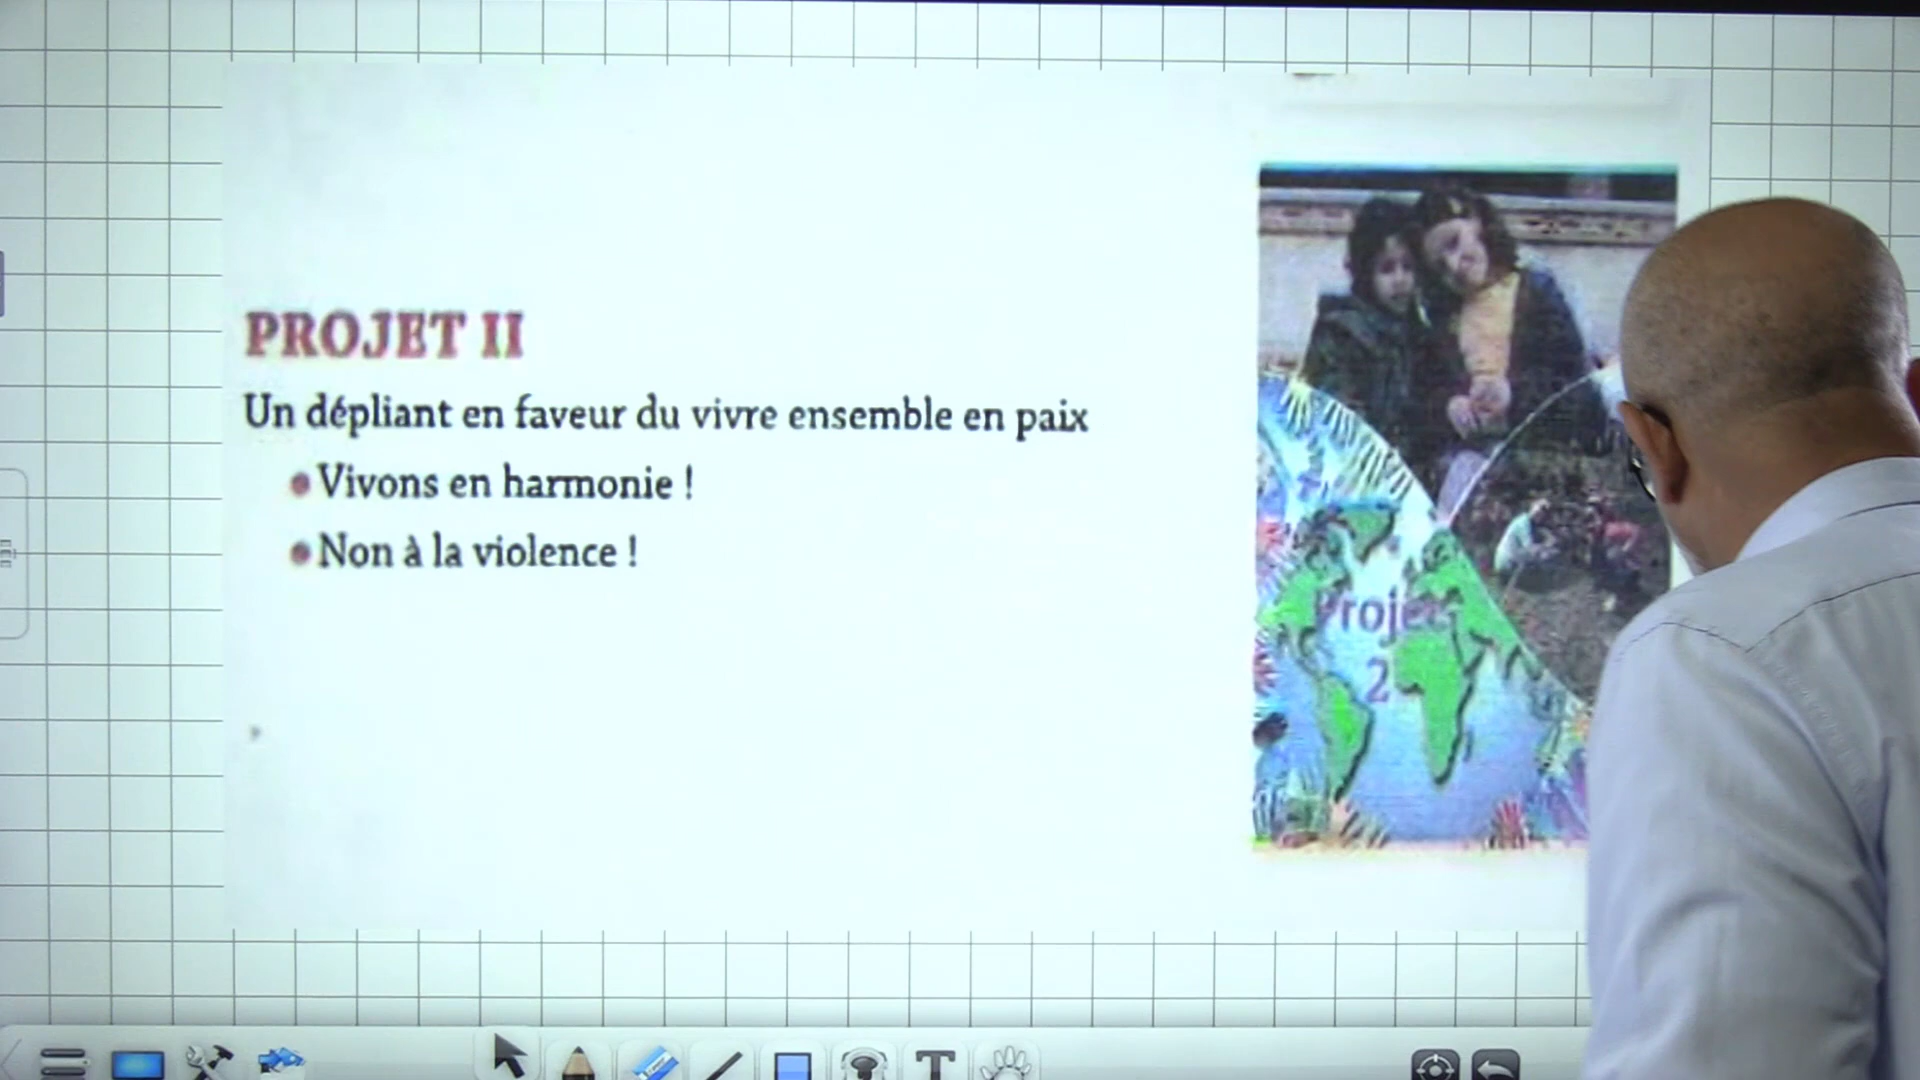 PROJET II
Un dépliant en faveur du vivre ensemble en paix
Vivons en harmonie !
Non à la violence !
Projet
2